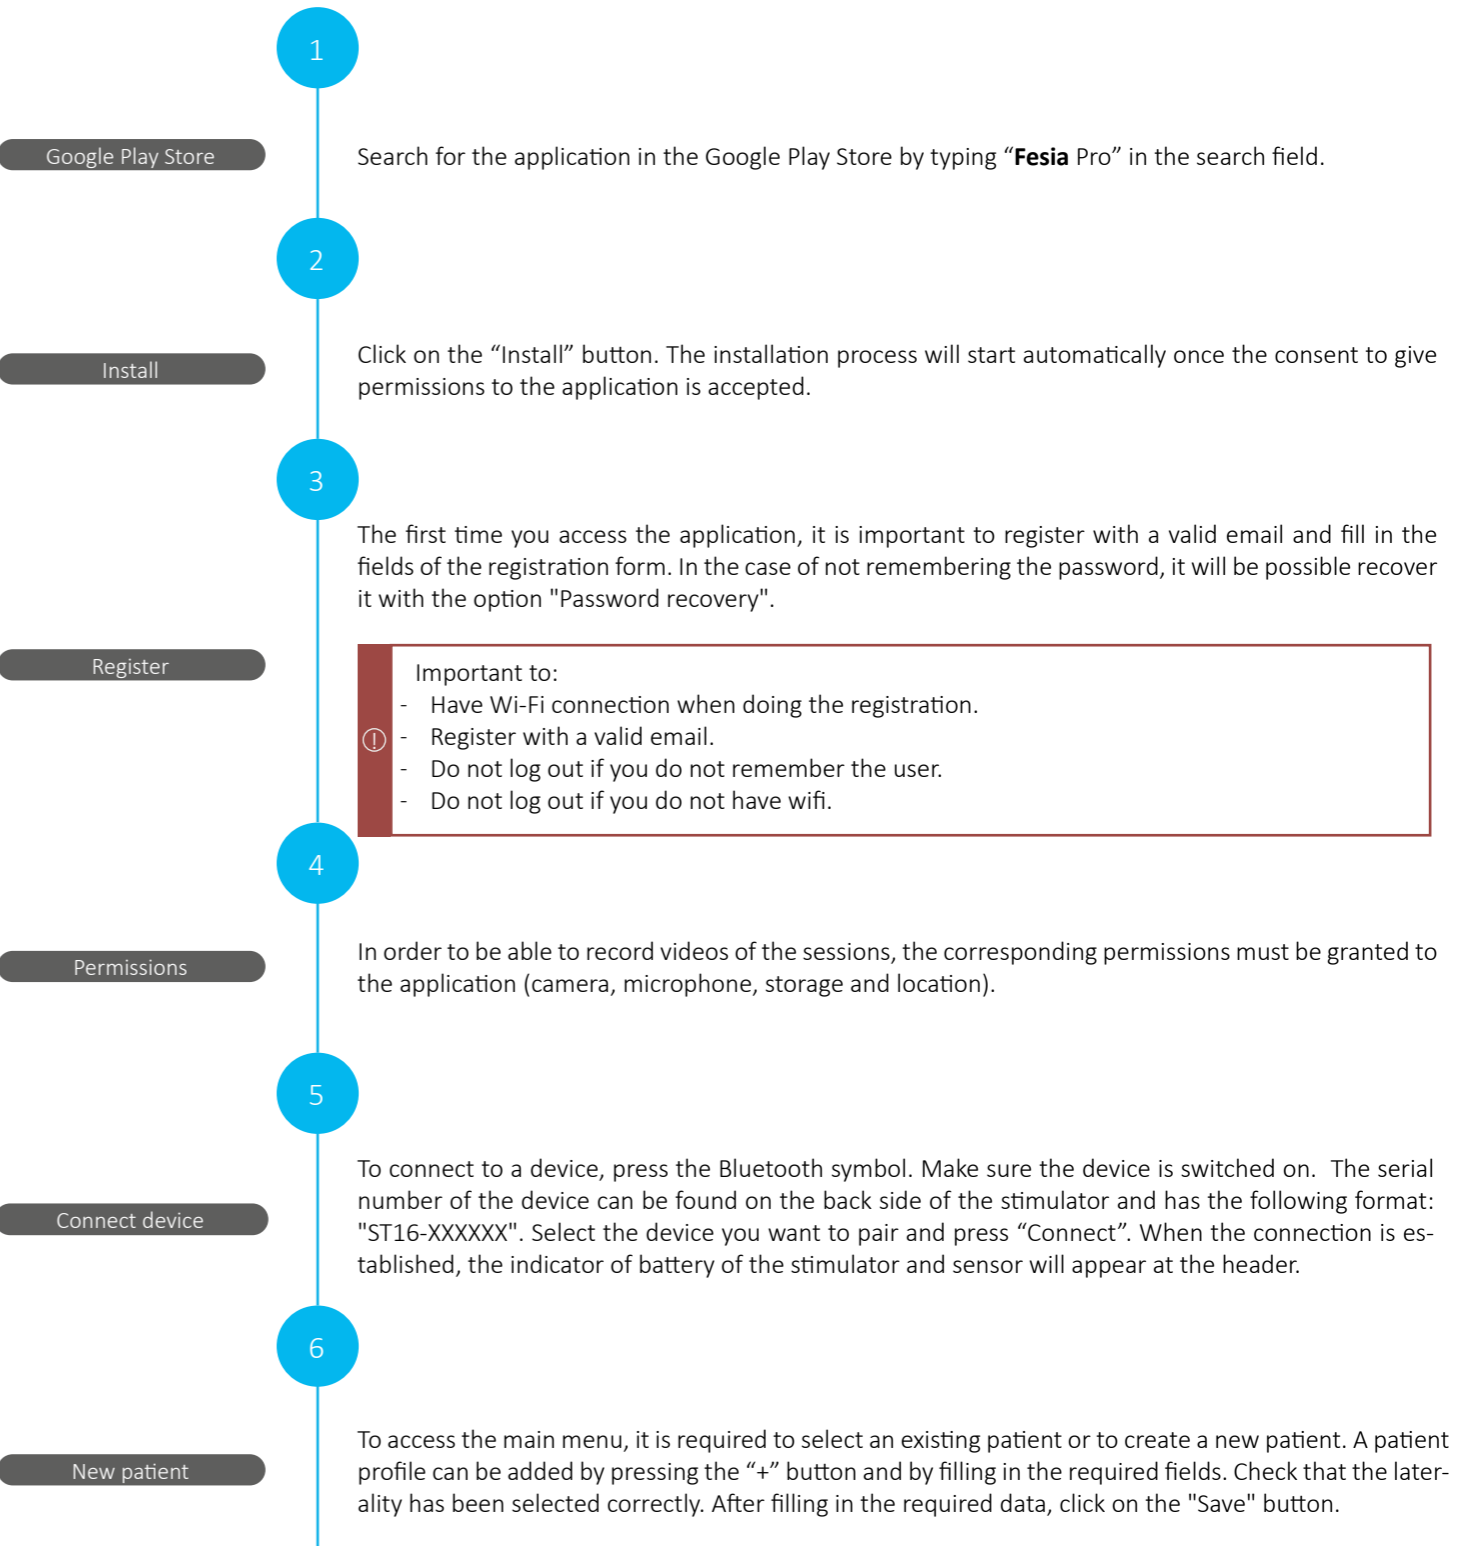 1
Google Play Store
Search for the application in the Google Play Store by typing “Fesia Pro” in the search field.
2
Install
Click on the “Install” button. The installation process will start automatically once the consent to give
permissions to the application is accepted.
3
The first time you access the application, it is important to register with a valid email and fill in the
fields of the registration form. In the case of not remembering the password, it will be possible recover
it with the option "Password recovery".
Register
Important to:
- Have Wi-Fi connection when doing the registration.
- Register with a valid email.
- Do not log out if you do not remember the user.
- Do not log out if you do not have wifi.
4
Permissions
In order to be able to record videos of the sessions, the corresponding permissions must be granted to
the application (camera, microphone, storage and location).
5
Connect device
To connect to a device, press the Bluetooth symbol. Make sure the device is switched on. The serial
number of the device can be found on the back side of the stimulator and has the following format:
"ST16-XXXXXX". Select the device you want to pair and press “Connect”. When the connection is es-
tablished, the indicator of battery of the stimulator and sensor will appear at the header.
6
New patient
To access the main menu, it is required to select an existing patient or to create a new patient. A patient
profile can be added by pressing the “+” button and by filling in the required fields. Check that the later-
ality has been selected correctly. After filling in the required data, click on the "Save" button.